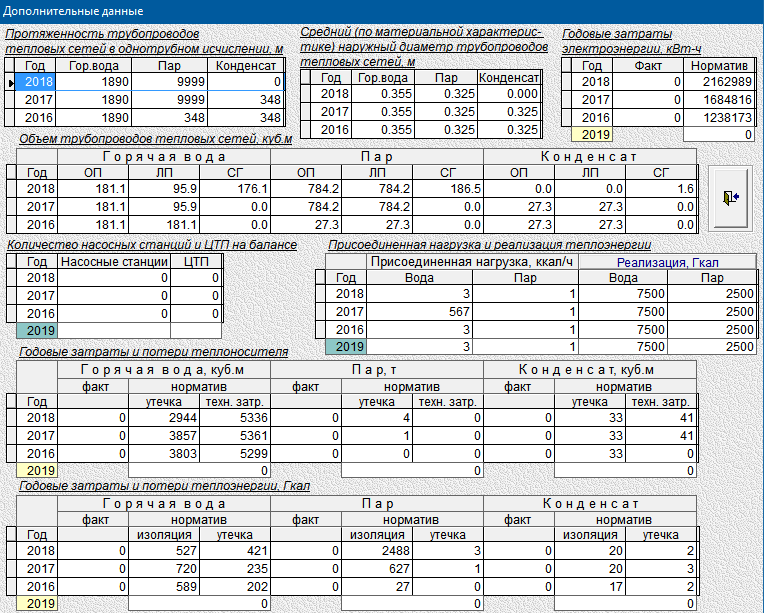 Дополнительные данные
Протяженность трубопроводов
тепловых сетей в однотрубном исчислении, м
Год Гор.вода Пар Конденсат
2018 1890 9999 0
2017 1890 9999 348
2016 1890 348 348
Средний (по материальной характерис-
тике) наружный диаметр трубопроводов
тепловых сетей, м
Год Гор.вода Пар Конденсат
2018 0.355 0.325 0.000
2017 0.355 0.325 0.325
2016 0.355 0.325 0.325
Годовые затраты
электроэнергии, кВт-ч
Год Факт Норматив
2018 0 2162989
2017 0 1684816
2016 0 1238173
2019 0
Объем трубопроводов тепловых сетей, куб.м
Горячая вода Пар Конденсат
Год ОП ЛП СГ ОП ЛП СГ ОП ЛП СГ
2018 181.1 95.9 176.1 784.2 784.2 186.5 0.0 0.0 1.6
2017 181.1 95.9 0.0 784.2 784.2 0.0 27.3 27.3 0.0
2016 181.1 181.1 0.0 27.3 27.3 0.0 27.3 27.3 0.0
Количество насосных станций и ЦТП на балансе
Год Насосные станции ЦТП
2018 0 0
2017 0 0
2016 0 0
2019
Присоединенная нагрузка и реализация теплоэнергии
Присоединенная нагрузка, ккал/ч Реализация, Гкал
Год Вода Пар Вода Пар
2018 3 1 7500 2500
2017 567 1 7500 2500
2016 3 1 7500 2500
2019 3 1 7500 2500
Годовые затраты и потери теплоносителя
Горячая вода, куб.м Пар, т Конденсат, куб.м
факт норматив факт норматив факт норматив
Год утечка техн. затр. утечка техн. затр. утечка техн. затр.
2018 0 2944 5336 0 4 0 0 33 41
2017 0 3857 5361 0 1 0 0 33 41
2016 0 3803 5299 0 0 0 0 33 0
2019 0 0 0
Годовые затраты и потери теплоэнергии, Гкал
Горячая вода Пар Конденсат
факт норматив факт норматив факт норматив
Год изоляция утечка изоляция утечка изоляция утечка
2018 0 527 421 0 2488 3 0 20 2
2017 0 720 235 0 627 1 0 20 3
2016 0 589 202 0 27 0 0 17 2
2019 0 0 0